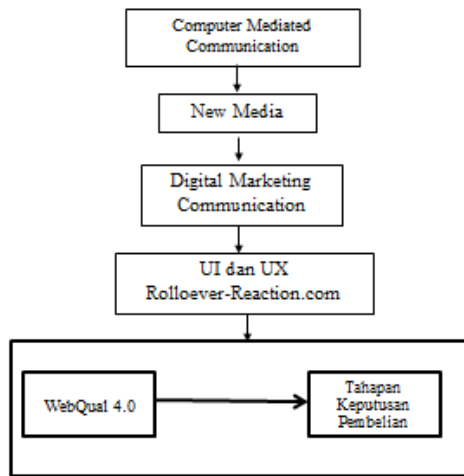 Computer Mediated
Communication
New Media
Digital Marketing
Communication
UI dan UX
Rolloever-Reaction.com
WebQual 4.0
Tahapan
Keputusan
Pembelian